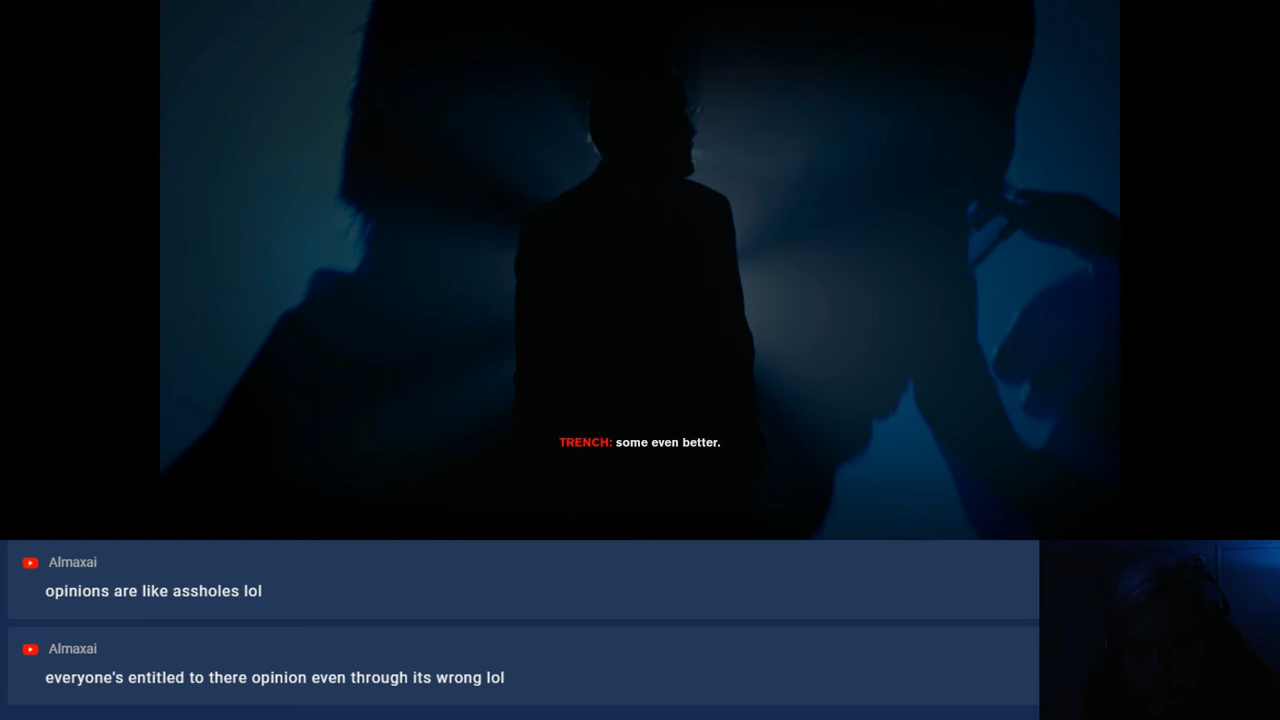 TRENCH: some even better.
Almaxai
opinions are like assholes lol
Almaxai
everyone's entitled to there opinion even through its wrong lol